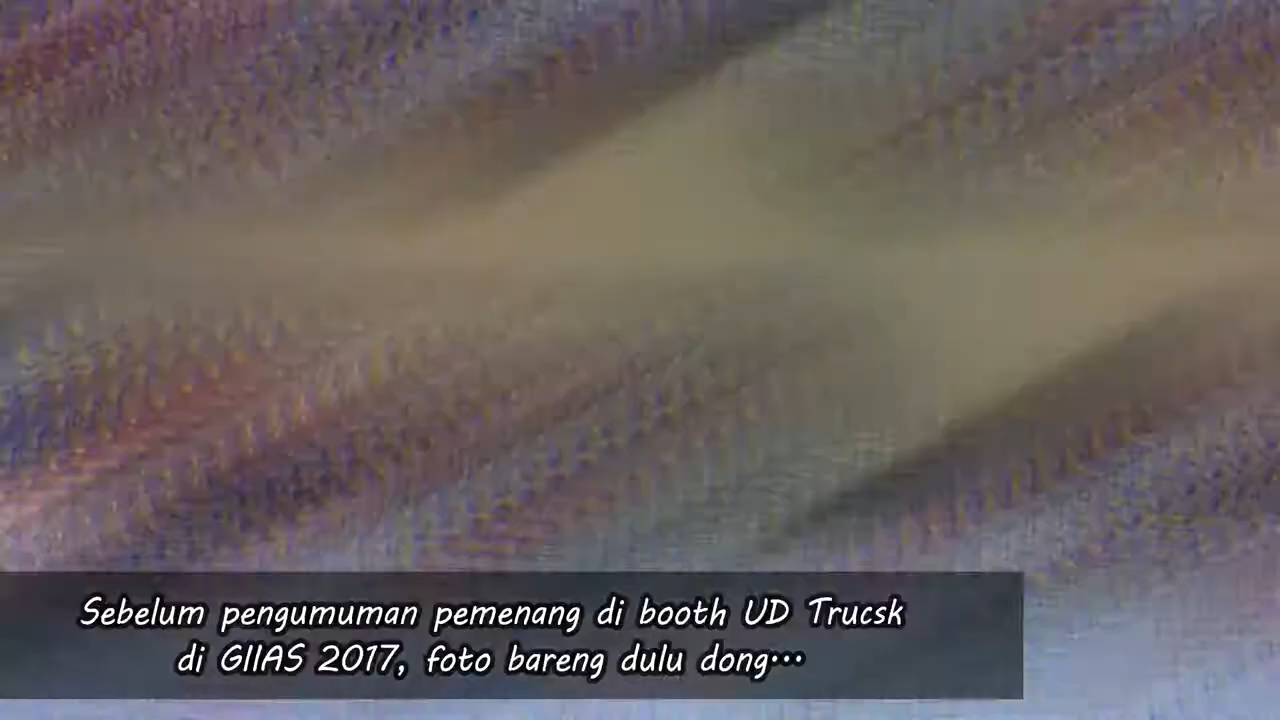 Sebelum pengumuman pemenang di booth UD Trucsk
di GIIAS 2017, foto bareng dulu dong...